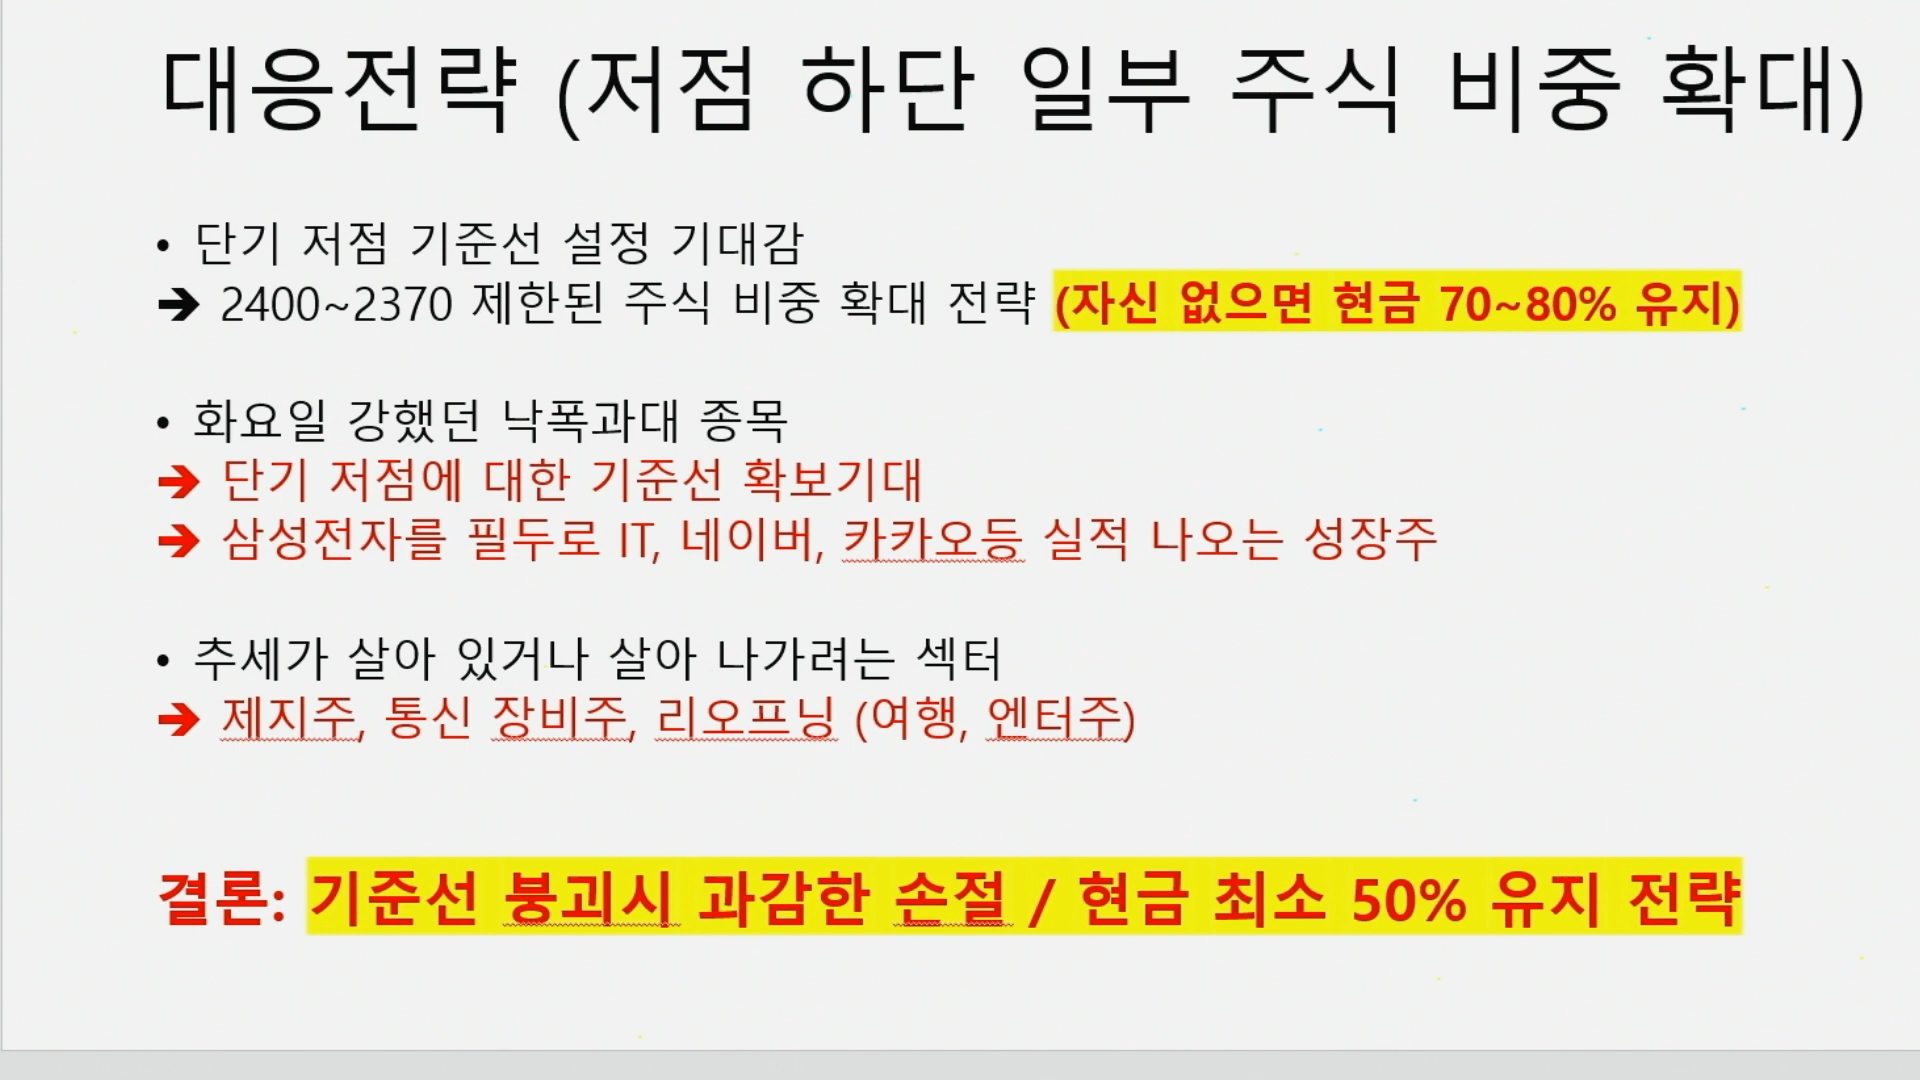 대응전략 (저점 하단 일부 주식 비중 확대)
• 단기 저점 기준선 설정 기대감
➔ 2400~2370 제한된 주식 비중 확대 전략 (자신 없으면 현금 70~80% 유지)
• 화요일 강했던 낙폭과대 종목
➔ 단기 저점에 대한 기준선 확보기대
➔ 삼성전자를 필두로 IT, 네이버, 카카오등 실적 나오는 성장주
• 추세가 살아 있거나 살아 나가려는 섹터
➔ 제지주, 통신 장비주, 리오프닝 (여행, 엔터주)
결론: 기준선 붕괴시 과감한 손절 / 현금 최소 50% 유지 전략